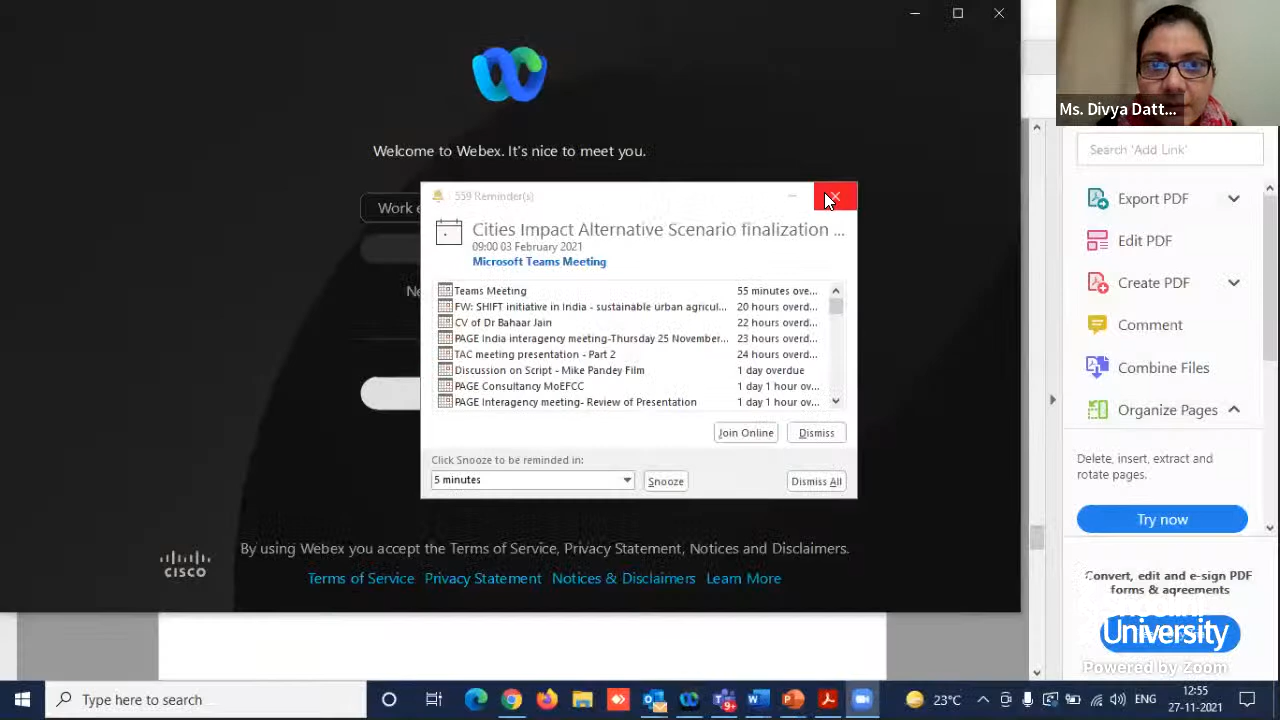 Ms. Divya Datt...
Welcome to Webex. It's nice to meet you.
Work e
Ne
559 Reminder(s)
Cities Impact Alternative Scenario finalization ...
09:00 03 February 2021
Microsoft Teams Meeting
Teams Meeting 55 minutes ove...
FW: SHIFT initiative in India - sustainable urban agricul... 20 hours overd...
CV of Dr Bahaar Jain 22 hours overd...
PAGE India interagency meeting-Thursday 25 November... 23 hours overd...
TAC meeting presentation - Part 2 24 hours overd...
Discussion on Script - Mike Pandey Film 1 day overdue
PAGE Consultancy MoEFCC 1 day 1 hour ov...
PAGE Interagency meeting- Review of Presentation 1 day 1 hour ov...
Join Online Dismiss
Click Snooze to be reminded in:
5 minutes Snooze Dismiss All
By using Webex you accept the Terms of Service, Privacy Statement, Notices and Disclaimers.
CISCO
Terms of Service Privacy Statement Notices & Disclaimers Learn More
Search 'Add Link'
Export PDF
Edit PDF
Create PDF
Comment
Combine Files
Organize Pages
Delete, insert, extract and
rotate pages.
Try now
Convert, edit and e-sign PDF
forms & agreements
University
Powered by Zoom
Type here to search
23°C
ENG
12:55
27-11-2021